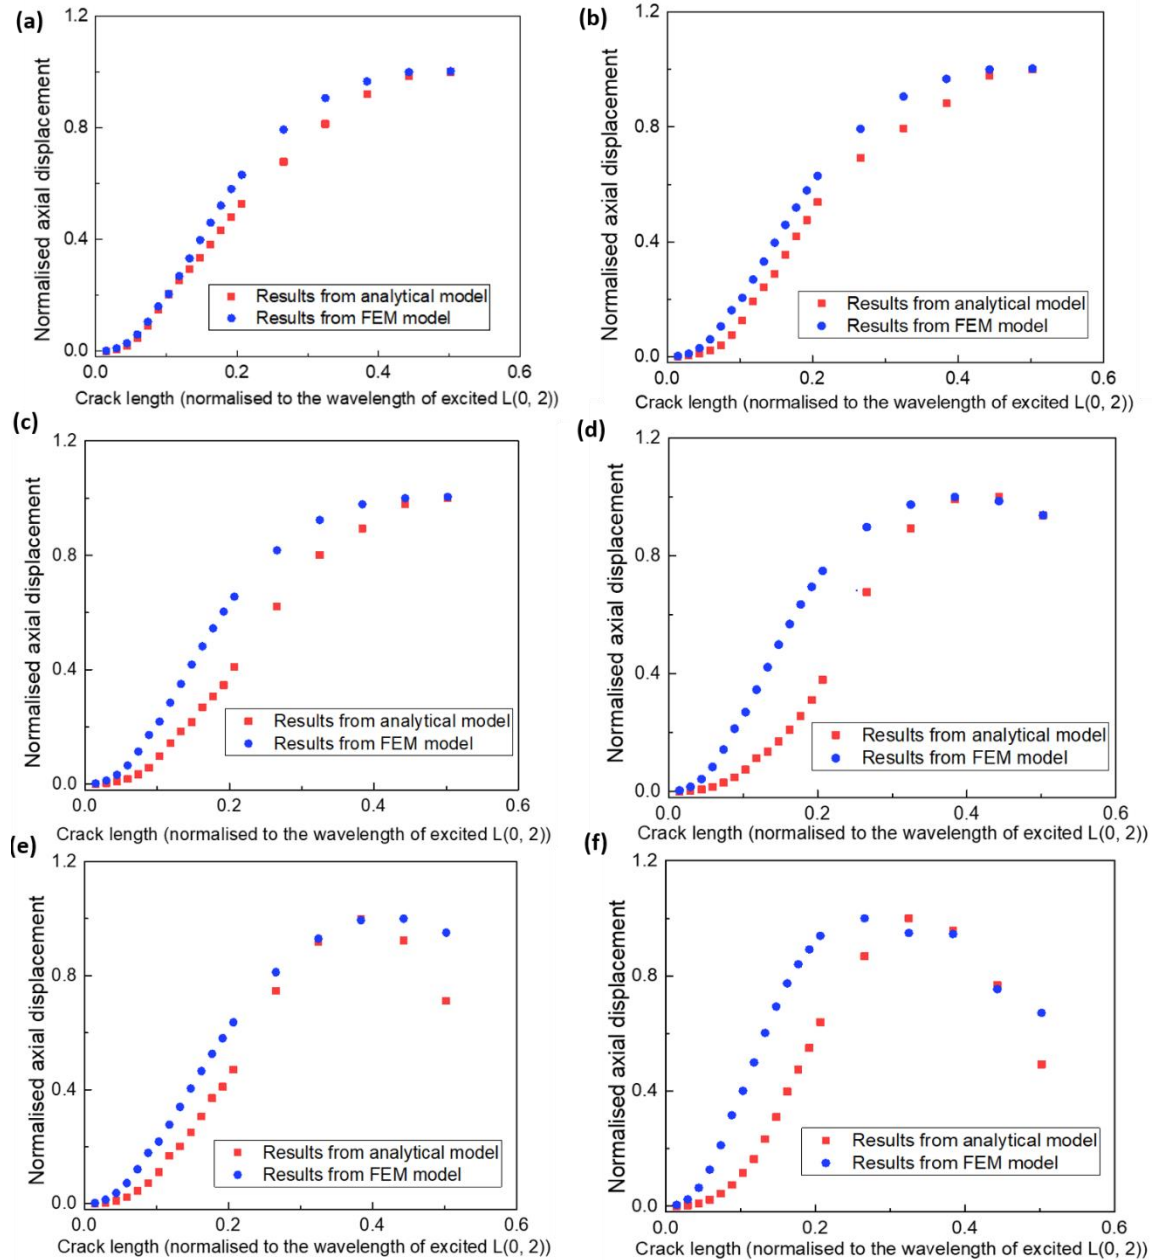 (a)
1.2
0.8
0.4
0.0
Normalised axial displacement
Results from analytical model
Results from FEM model
0.0 0.2 0.4 0.6
Crack length (normalised to the wavelength of excited L(0, 2))
(b)
1.2
0.8
0.4
0.0
Normalised axial displacement
Results from analytical model
Results from FEM model
0.0 0.2 0.4 0.6
Crack length (normalised to the wavelength of excited L(0, 2))
(c)
1.2
0.8
0.4
0.0
Normalised axial displacement
Results from analytical model
Results from FEM model
0.0 0.2 0.4 0.6
Crack length (normalised to the wavelength of excited L(0, 2))
(d)
1.2
0.8
0.4
0.0
Normalised axial displacement
Results from analytical model
Results from FEM model
0.0 0.2 0.4 0.6
Crack length (normalised to the wavelength of excited L(0, 2))
(e)
1.2
0.8
0.4
0.0
Normalised axial displacement
Results from analytical model
Results from FEM model
0.0 0.2 0.4 0.6
Crack length (normalised to the wavelength of excited L(0, 2))
(f)
1.2
0.8
0.4
0.0
Normalised axial displacement
Results from analytical model
Results from FEM model
0.0 0.2 0.4 0.6
Crack length (normalised to the wavelength of excited L(0, 2))